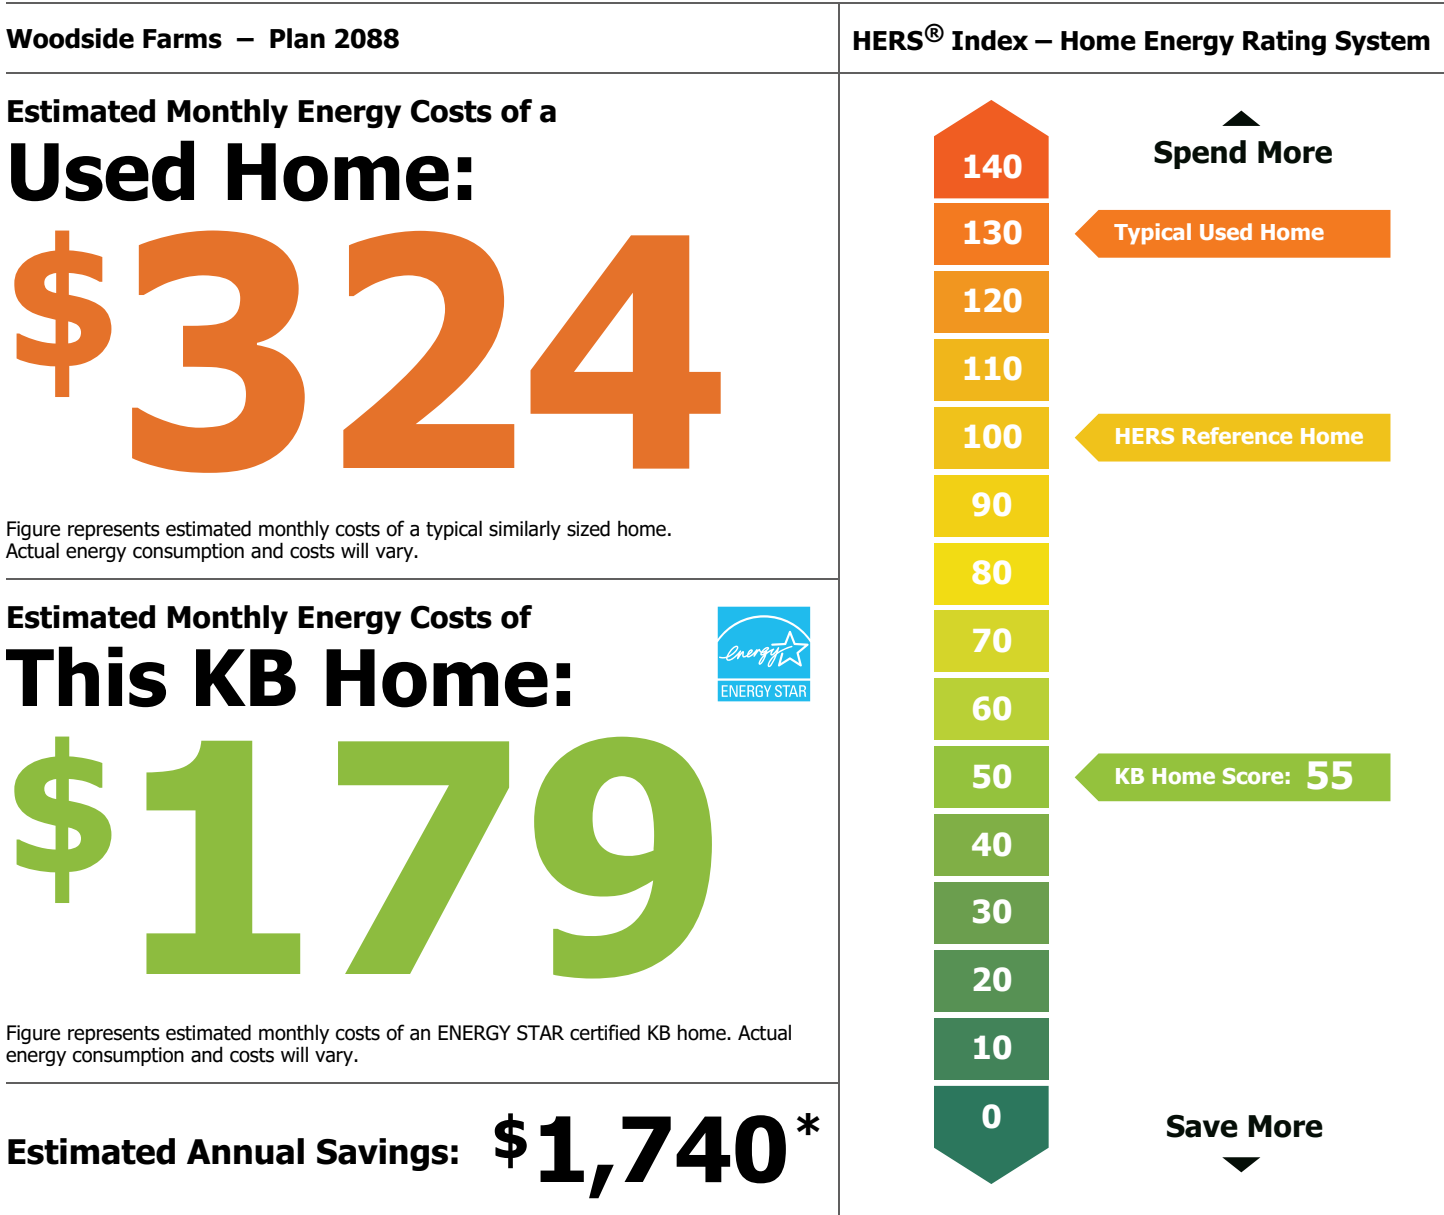 Woodside Farms – Plan 2088
Estimated Monthly Energy Costs of a
Used Home:
$324
Figure represents estimated monthly costs of a typical similarly sized home.
Actual energy consumption and costs will vary.
Estimated Monthly Energy Costs of
This KB Home:
energy
ENERGY STAR
$179
Figure represents estimated monthly costs of an ENERGY STAR certified KB home. Actual
energy consumption and costs will vary.
Estimated Annual Savings: $1,740*
HERS® Index – Home Energy Rating System
Spend More
140
130 Typical Used Home
120
110
100 HERS Reference Home
90
80
70
60
50 KB Home Score: 55
40
30
20
10
0
Save More